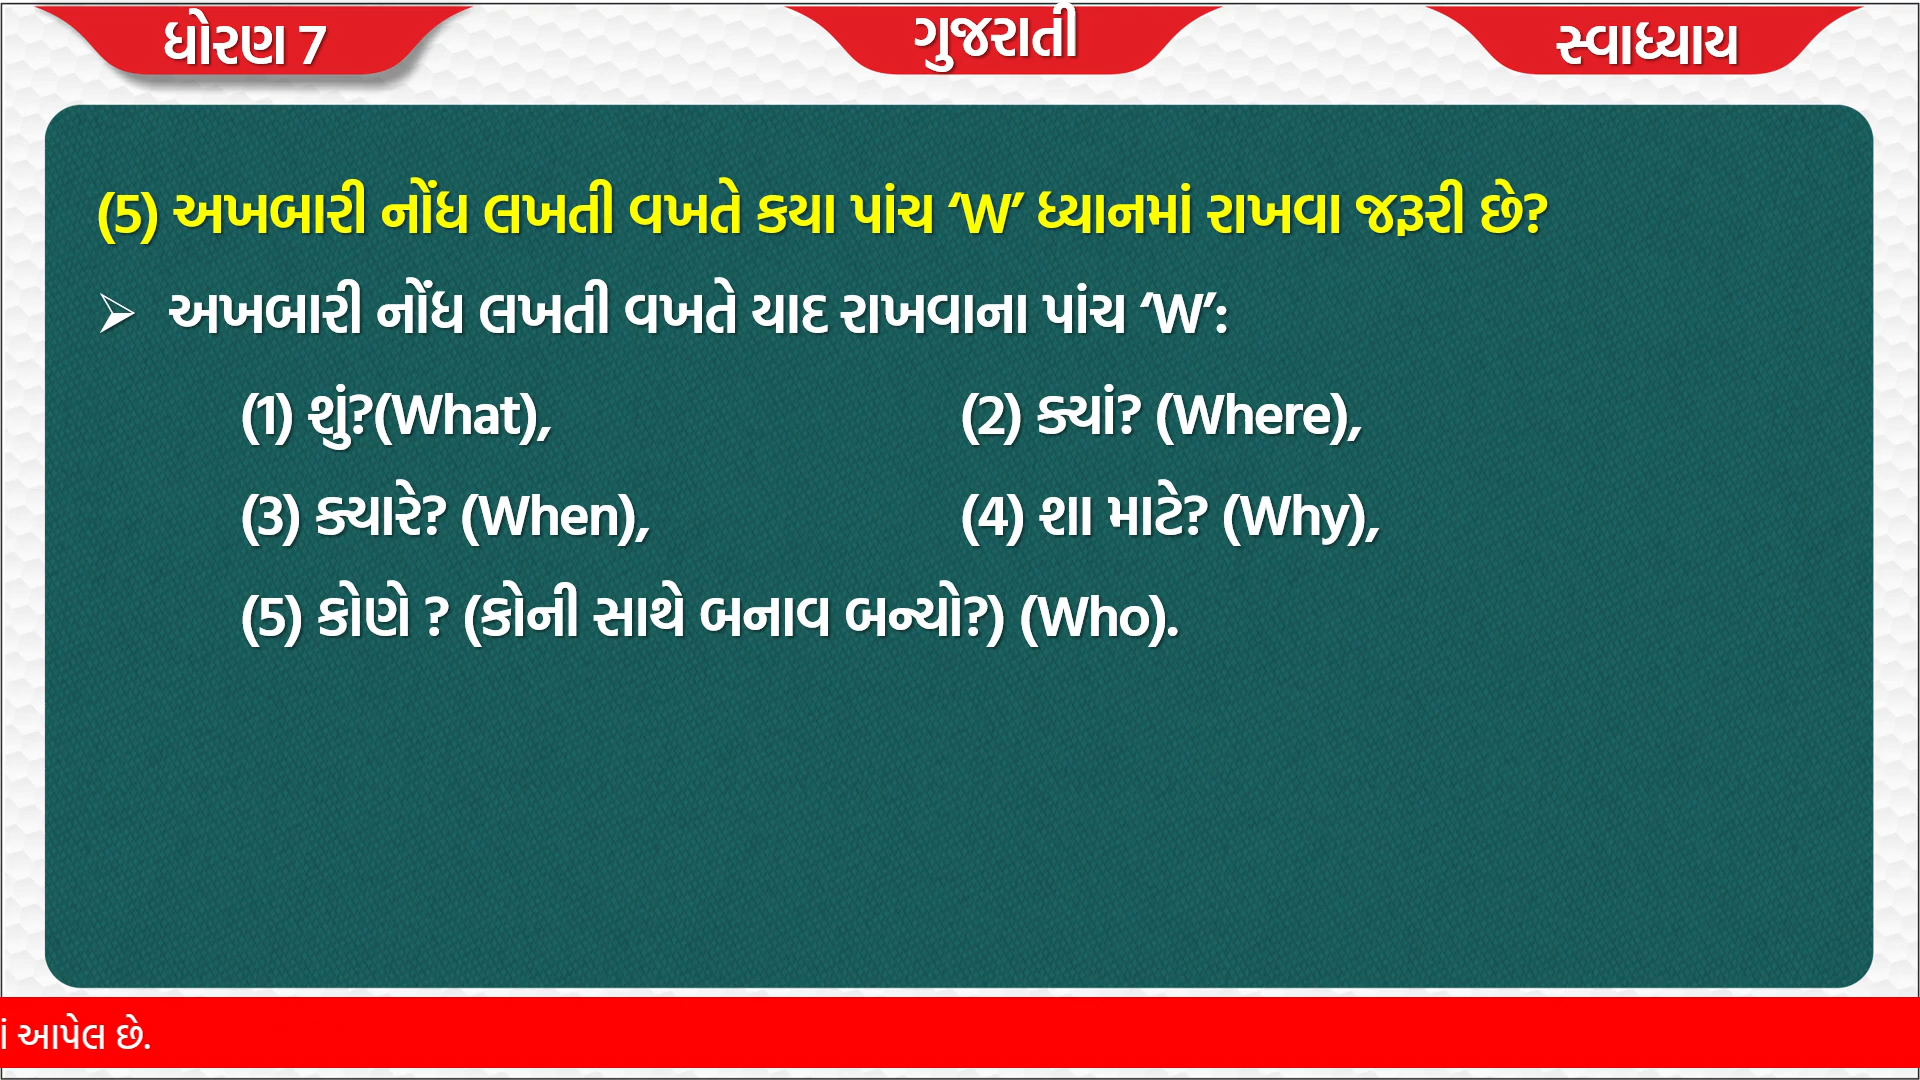 ધોરણ 7
ગુજરાતી
સ્વાધ્યાય
(5) અખબારી નોંધ લખતી વખતે ક્યા પાંચ ‘W’ ધ્યાનમાં રાખવા જરૂરી છે?
➢ અખબારી નોંધ લખતી વખતે યાદ રાખવાના પાંચ ‘W’:
(1) શું?(What), (2) ક્યાં? (Where),
(3) ક્યારે? (When), (4) શા માટે? (Why),
(5) કોણે ? (કોની સાથે બનાવ બન્યો?) (Who).
આપેલ છે.